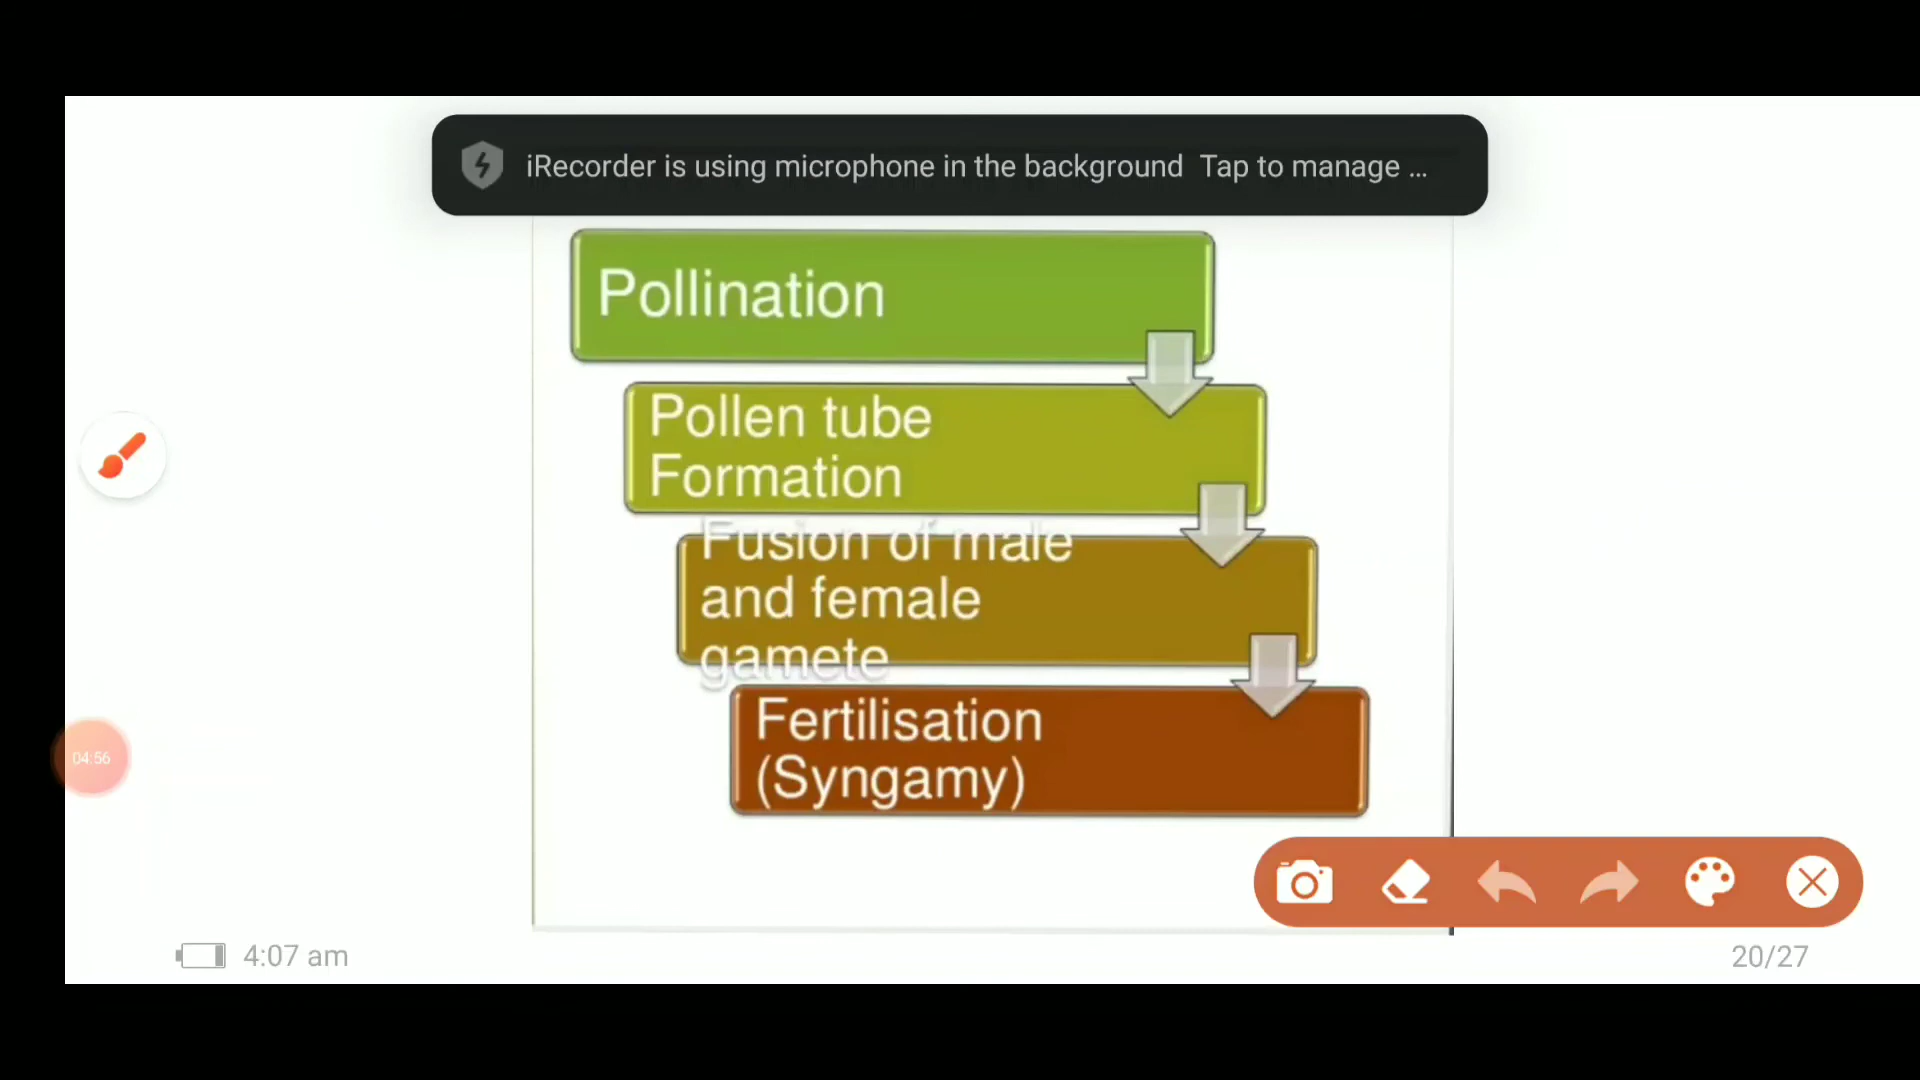 iRecorder is using microphone in the background Tap to manage ...
Pollination
Pollen tube
Formation
Fusion of male
and female
gamete
Fertilisation
(Syngamy)
04:56
4:07 am
20/27